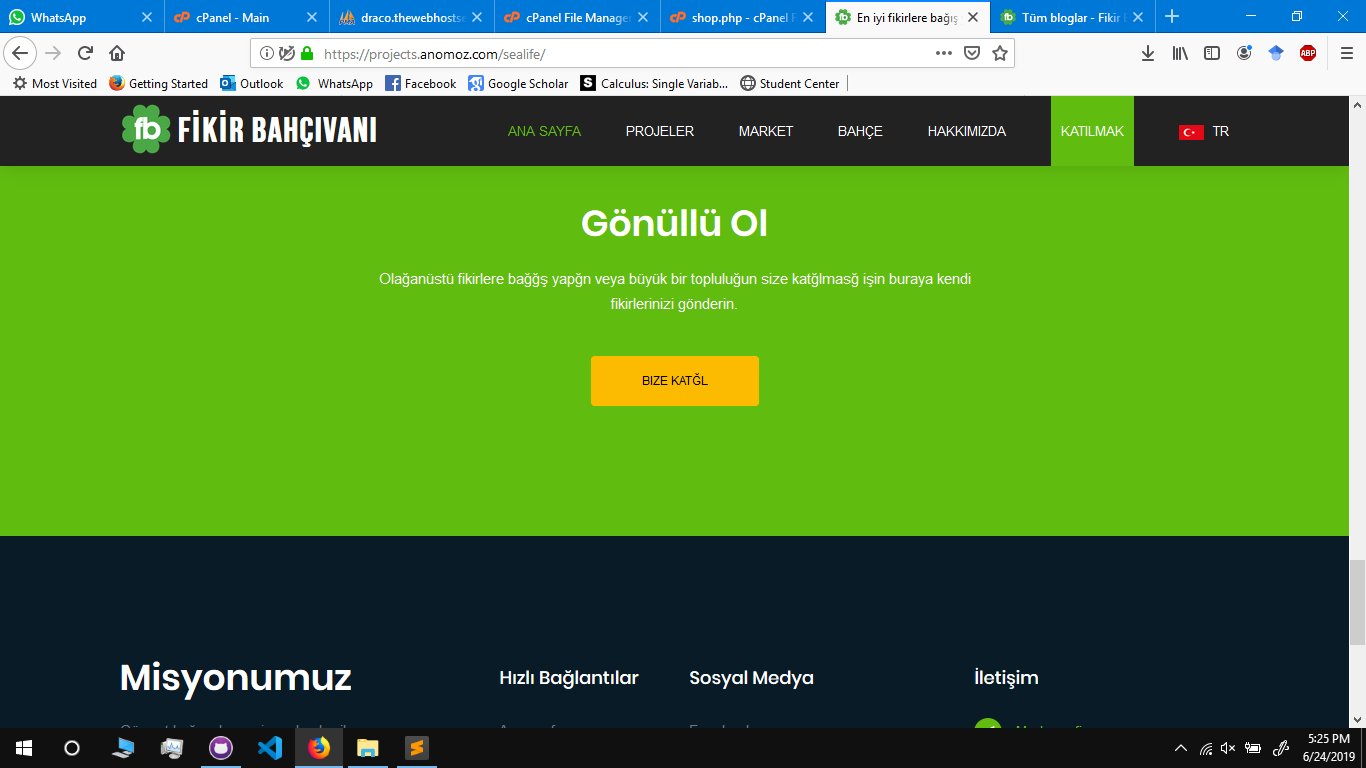 WhatsApp
cPanel - Main
draco.thewebhostse
cPanel File Manager
shop.php - cPanel F
En iyi fikirlere bağış
Tüm bloglar - Fikir
https://projects.anomoz.com/sealife/
Most Visited
Getting Started
Outlook
WhatsApp
Facebook
Google Scholar
Calculus: Single Variab...
Student Center
fb FİKİR BAHÇIVANI
ANA SAYFA
PROJELER
MARKET
BAHÇE
HAKKIMIZDA
KATILMAK
TR
Gönüllü Ol
Olağanüstü fikirlere bağğş yapğn veya büyük bir topluluğun size katğlmasğ işin buraya kendi
fikirlerinizi gönderin.
BIZE KATĞL
Misyonumuz
Hızlı Bağlantılar
Sosyal Medya
İletişim
5:25 PM
6/24/2019